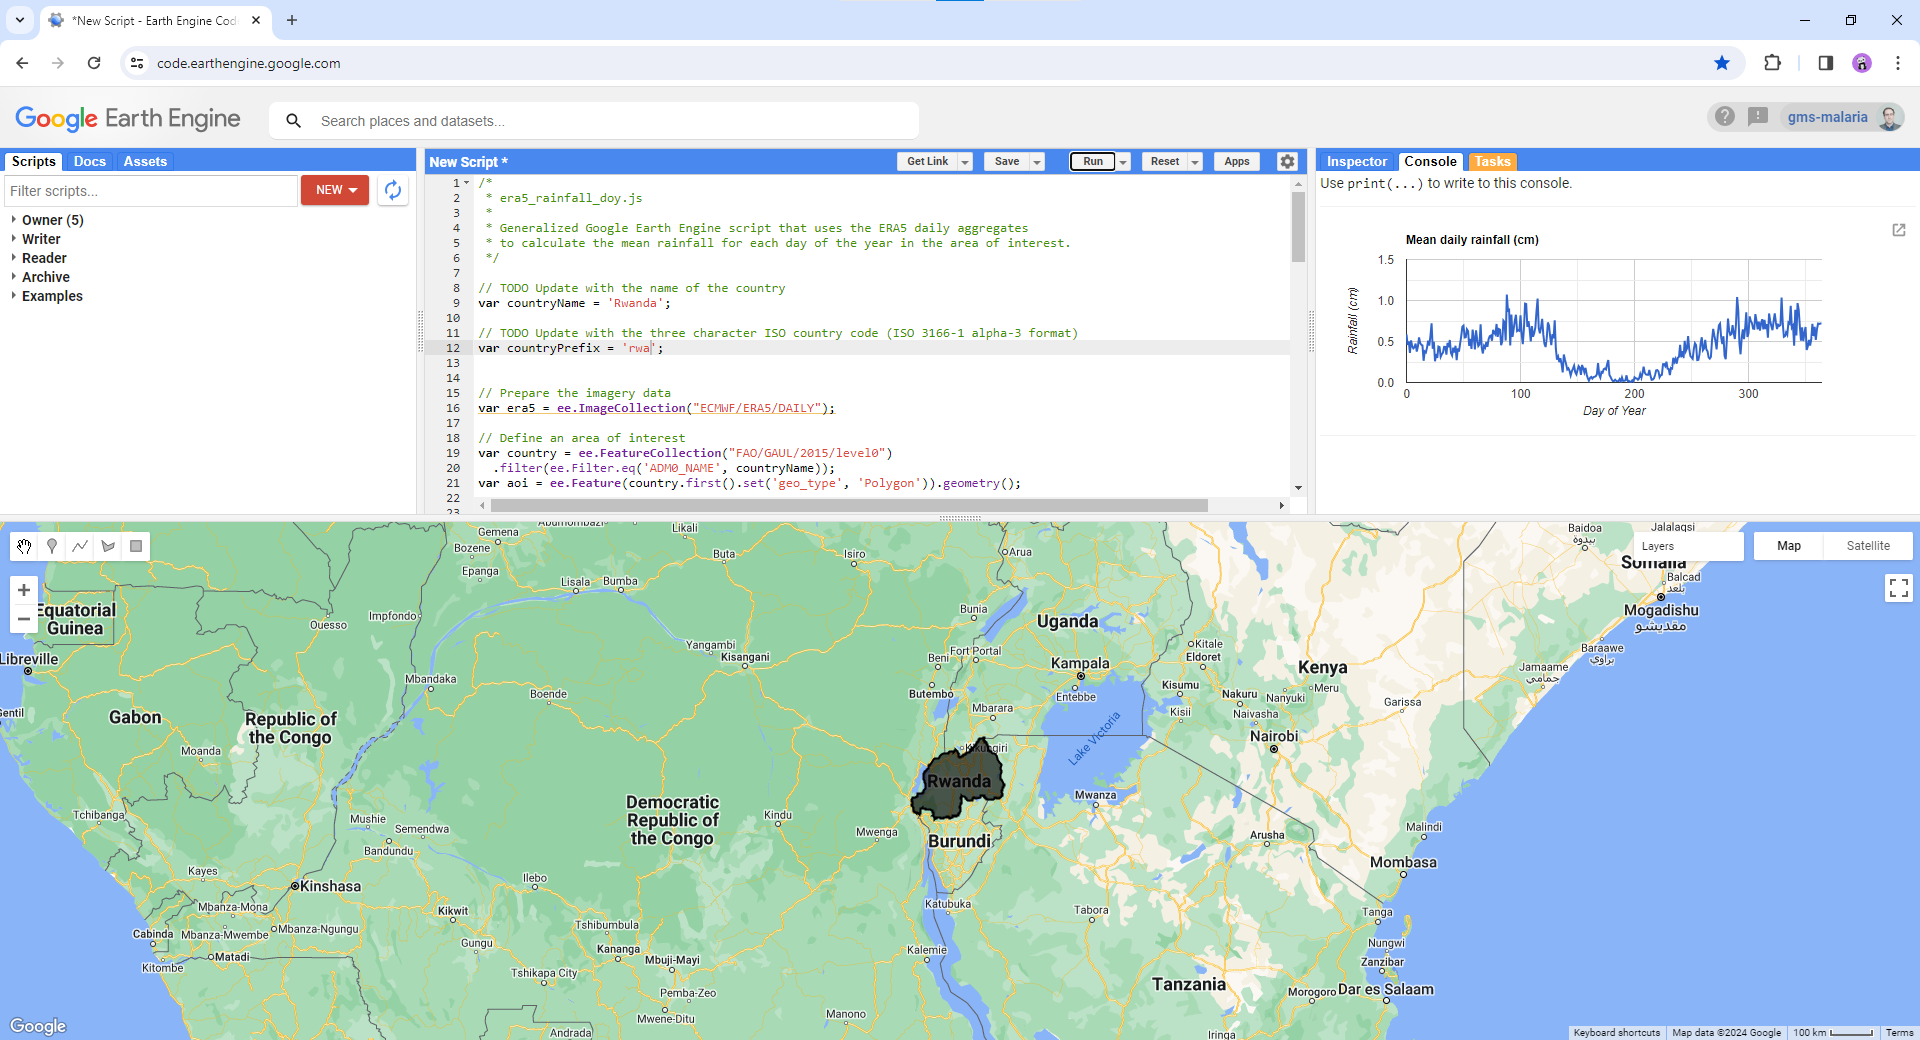 *New Script - Earth Engine Cod
code.earthengine.google.com
Google Earth Engine
Search places and datasets...
gms-malaria
Scripts Docs Assets
Filter scripts...
NEW
Owner (5)
Writer
Reader
Archive
Examples
New Script *
Get Link Save Run Reset Apps
1 /*
2 * era5_rainfall_doy.js
3 *
4 * Generalized Google Earth Engine script that uses the ERA5 daily aggregates
5 * to calculate the mean rainfall for each day of the year in the area of interest.
6 */
7
8 // TODO Update with the name of the country
9 var countryName = 'Rwanda';
10
11 // TODO Update with the three character ISO country code (ISO 3166-1 alpha-3 format)
12 var countryPrefix = 'rwa';
13
14
15 // Prepare the imagery data
16 var era5 = ee.ImageCollection("ECMWF/ERA5/DAILY");
17
18 // Define an area of interest
19 var country = ee.FeatureCollection("FAO/GAUL/2015/level0")
20 .filter(ee.Filter.eq('ADM0_NAME', countryName));
21 var aoi = ee.Feature(country.first().set('geo_type', 'Polygon')).geometry();
22
23
Inspector Console Tasks
Use print(...) to write to this console.
Mean daily rainfall (cm)
1.5
1.0
0.5
0.0
Rainfall (cm)
0 100 200 300
Day of Year
Layers
Map Satellite
Abumombazi
Likali
Gemena
Bozene
Buta
Isiro
Arua
Baidoa
بيدوة
Jalalaqsi
Somalia
Epanga
Lisala
Bumba
Balcad
بلعد
Equatorial
Guinea
Ouesso
Impfondo
Bunia
Uganda
Mogadishu
مقديشو
Libreville
Yangambi
Kisangani
Beni
Fort Portal
Kampala
Kitale
Eldoret
Kenya
Baraawe
براوي
Jamaame
جمامي
Mbandaka
Boende
Butembo
Entebbe
Kisumu
Nakuru
Nanyuki
Meru
Garissa
Gentil
Gabon
Republic of
the Congo
Mbarara
Kisii
Naivasha
Lake Victoria
Nairobi
Moanda
Kikungiri
Rwanda
Democratic
Republic of
the Congo
Mwanza
Tchibanga
Mushie
Semendwa
Kindu
Mwenga
Burundi
Arusha
Malindi
Bandundu
Mombasa
Kayes
Kinshasa
Ilebo
Katubuka
Mbanza-Mona
Kikwit
Tabora
Tanga
Cabinda
Mbanza-Mwembe
Mbanza-Ngungu
Tshibumbula
Gungu
Kananga
Kalemie
Nungwi
Kitombe
Matadi
Mbuji-Mayi
Zanzibar
Tshikapa City
Tanzania
Morogoro
Dar es Salaam
Pemba-Zeo
Mwene-Ditu
Manono
Andrada
Iringa
Google
Keyboard shortcuts Map data ©2024 Google 100 km Terms